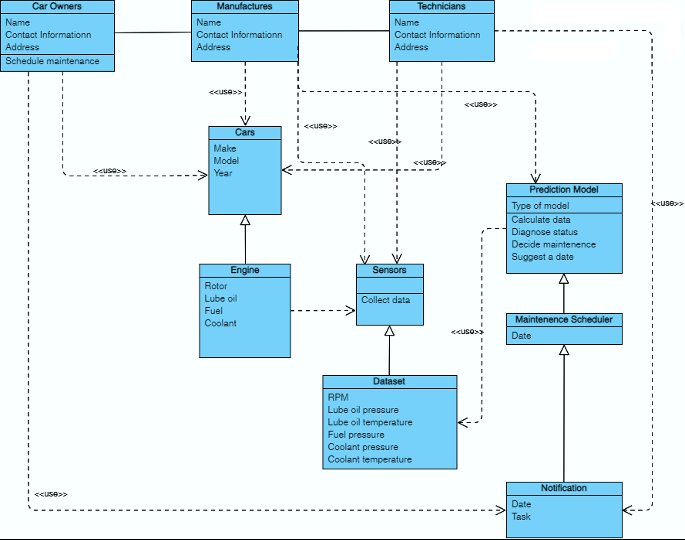 Car Owners
Name
Contact Informationn
Address
Schedule maintenance
Manufactures
Name
Contact Informationn
Address
Technicians
Name
Contact Informationn
Address
<<use>>
<<use>>
<<use>>
<<use>>
<<use>>
<<use>>
<<use>>
Cars
Make
Model
Year
Prediction Model
Type of model
Calculate data
Diagnose status
Decide maintenence
Suggest a date
Engine
Rotor
Lube oil
Fuel
Coolant
Sensors
Collect data
Maintenence Scheduler
Date
<<use>>
Dataset
RPM
Lube oil pressure
Lube oil temperature
Fuel pressure
Coolant pressure
Coolant temperature
<<use>>
Notification
Date
Task